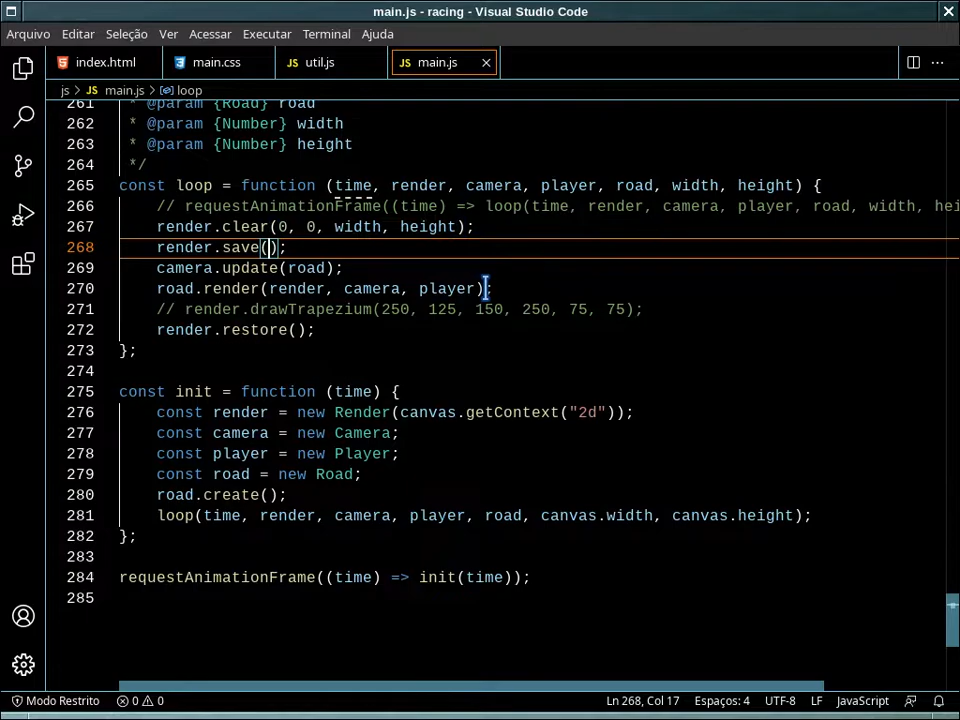 main.js - racing - Visual Studio Code
Arquivo Editar Seleção Ver Acessar Executar Terminal Ajuda
index.html main.css JS util.js JS main.js
js > JS main.js > loop
261 * @param {Road} road
262 * @param {Number} width
263 * @param {Number} height
264 */
265 const loop = function (time, render, camera, player, road, width, height) {
266 // requestAnimationFrame((time) => loop(time, render, camera, player, road, width, hei
267 render.clear(0, 0, width, height);
268 render.save();
269 camera.update(road);
270 road.render(render, camera, player);
271 // render.drawTrapezium(250, 125, 150, 250, 75, 75);
272 render.restore();
273 };
274
275 const init = function (time) {
276 const render = new Render(canvas.getContext("2d"));
277 const camera = new Camera;
278 const player = new Player;
279 const road = new Road;
280 road.create();
281 loop(time, render, camera, player, road, canvas.width, canvas.height);
282 };
283
284 requestAnimationFrame((time) => init(time));
285
Modo Restrito 0 0 Ln 268, Col 17 Espaços: 4 UTF-8 LF JavaScript